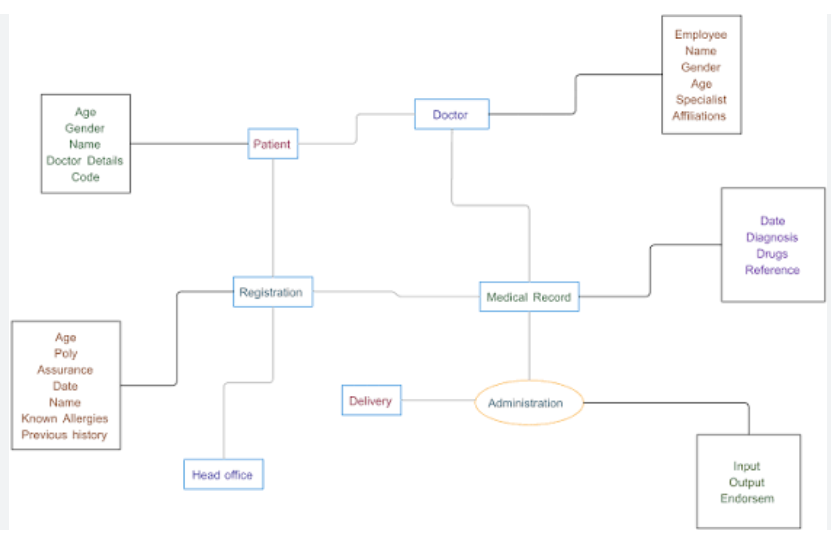 Employee
Name
Gender
Age
Specialist
Affiliations
Doctor
Age
Gender
Name
Doctor Details
Code
Patient
Date
Diagnosis
Drugs
Reference
Registration
Medical Record
Age
Poly
Assurance
Date
Name
Known Allergies
Previous history
Delivery
Administration
Head office
Input
Output
Endorsem